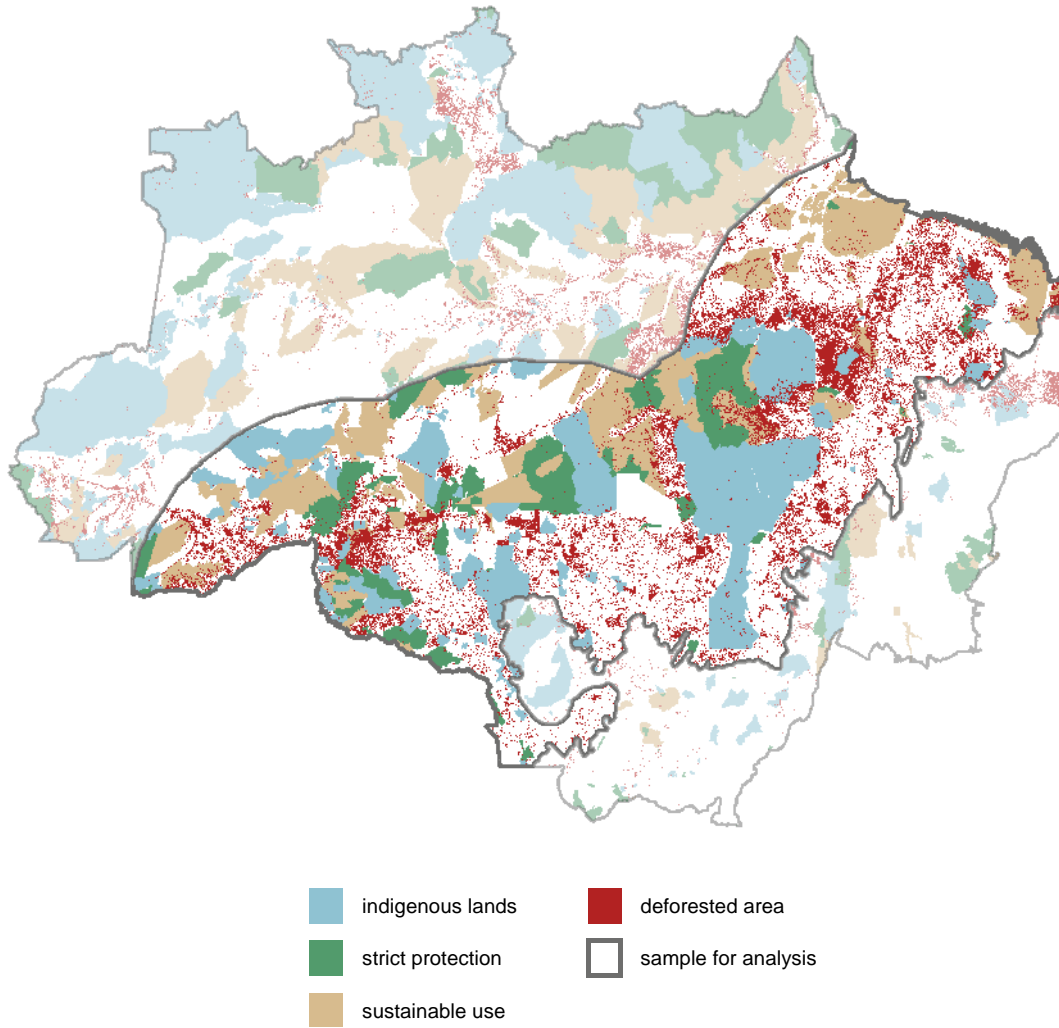 indigenous lands
deforested area
strict protection
sample for analysis
sustainable use